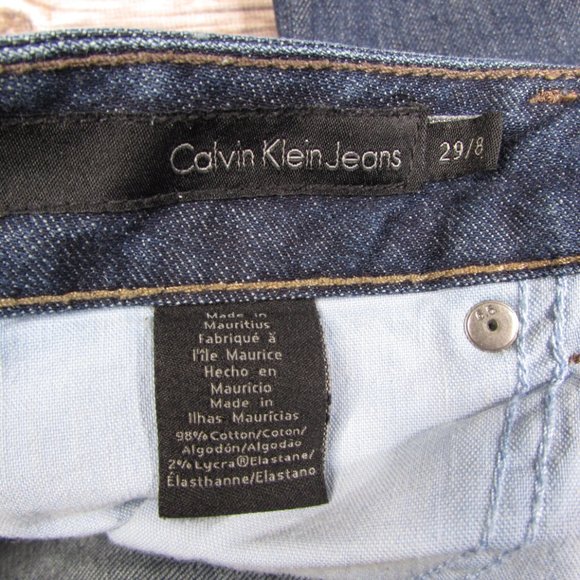 Calvin Klein Jeans
29/8
Made in
Mauritius
Fabriqué à
l'Île Maurice
Hecho en
Mauricio
Made in
Ilhas Maurícias
98%Cotton/Coton/
Algodón/Algodão
2%Lycra®Elastane/
Élasthanne/Elastano